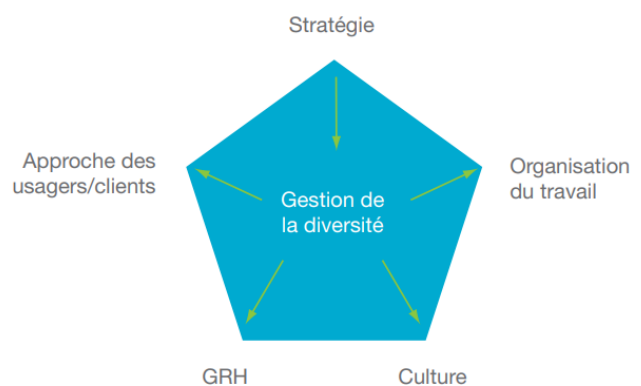 Stratégie
Approche des
usagers/clients
Organisation
du travail
Gestion de
la diversité
GRH
Culture